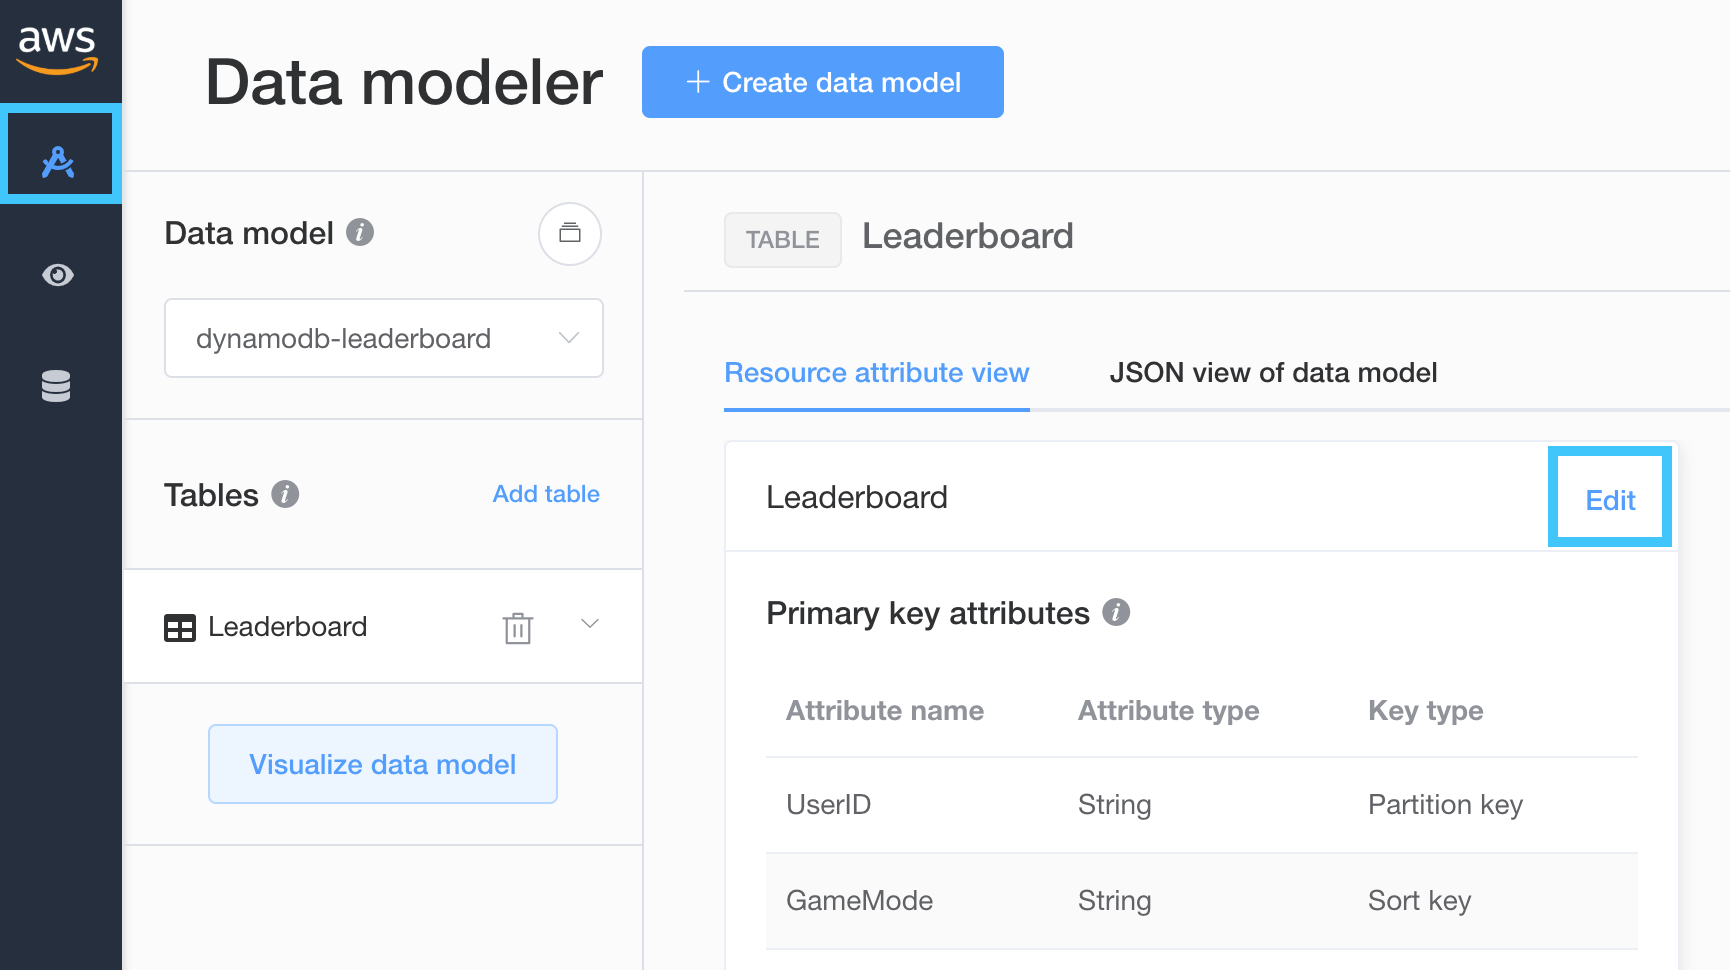 aws
Data modeler
+ Create data model
Data model i
dynamodb-leaderboard
Tables i
Add table
Leaderboard
Visualize data model
TABLE Leaderboard
Resource attribute view
JSON view of data model
Leaderboard
Edit
Primary key attributes i
Attribute name Attribute type Key type
UserID String Partition key
GameMode String Sort key